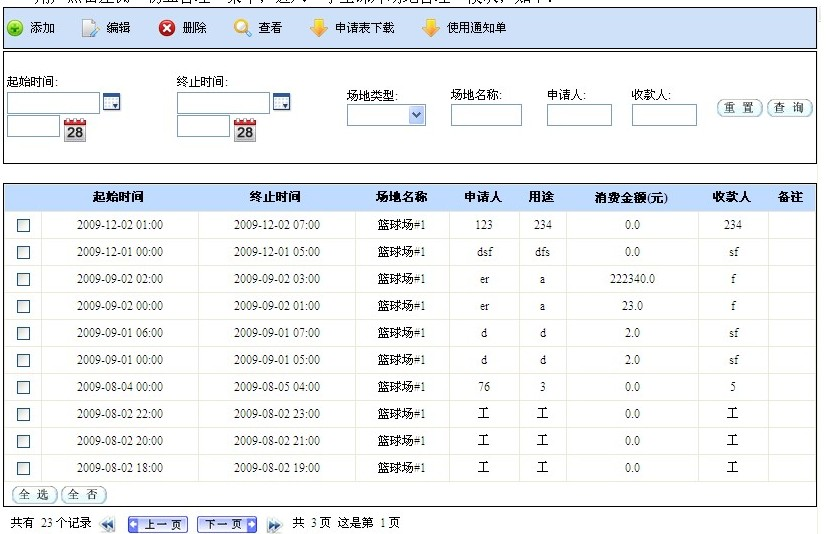 添加 编辑 删除 查看 申请表下载 使用通知单
起始时间: 终止时间: 场地类型: 场地名称: 申请人: 收款人:
重 置 查 询
28 28
起始时间 终止时间 场地名称 申请人 用途 消费金额(元) 收款人 备注
2009-12-02 01:00 2009-12-02 07:00 篮球场#1 123 234 0.0 234
2009-12-01 00:00 2009-12-01 05:00 篮球场#1 dsf dfs 0.0 sf
2009-09-02 02:00 2009-09-02 03:00 篮球场#1 er a 222340.0 f
2009-09-02 00:00 2009-09-02 01:00 篮球场#1 er a 23.0 f
2009-09-01 06:00 2009-09-01 07:00 篮球场#1 d d 2.0 sf
2009-09-01 00:00 2009-09-01 05:00 篮球场#1 d d 2.0 sf
2009-08-04 00:00 2009-08-05 04:00 篮球场#1 76 3 0.0 5
2009-08-02 22:00 2009-08-02 23:00 篮球场#1 工 工 0.0 工
2009-08-02 20:00 2009-08-02 21:00 篮球场#1 工 工 0.0 工
2009-08-02 18:00 2009-08-02 19:00 篮球场#1 工 工 0.0 工
全 选 全 否
共有 23个记录 上一页 下一页 共 3页 这是第 1页